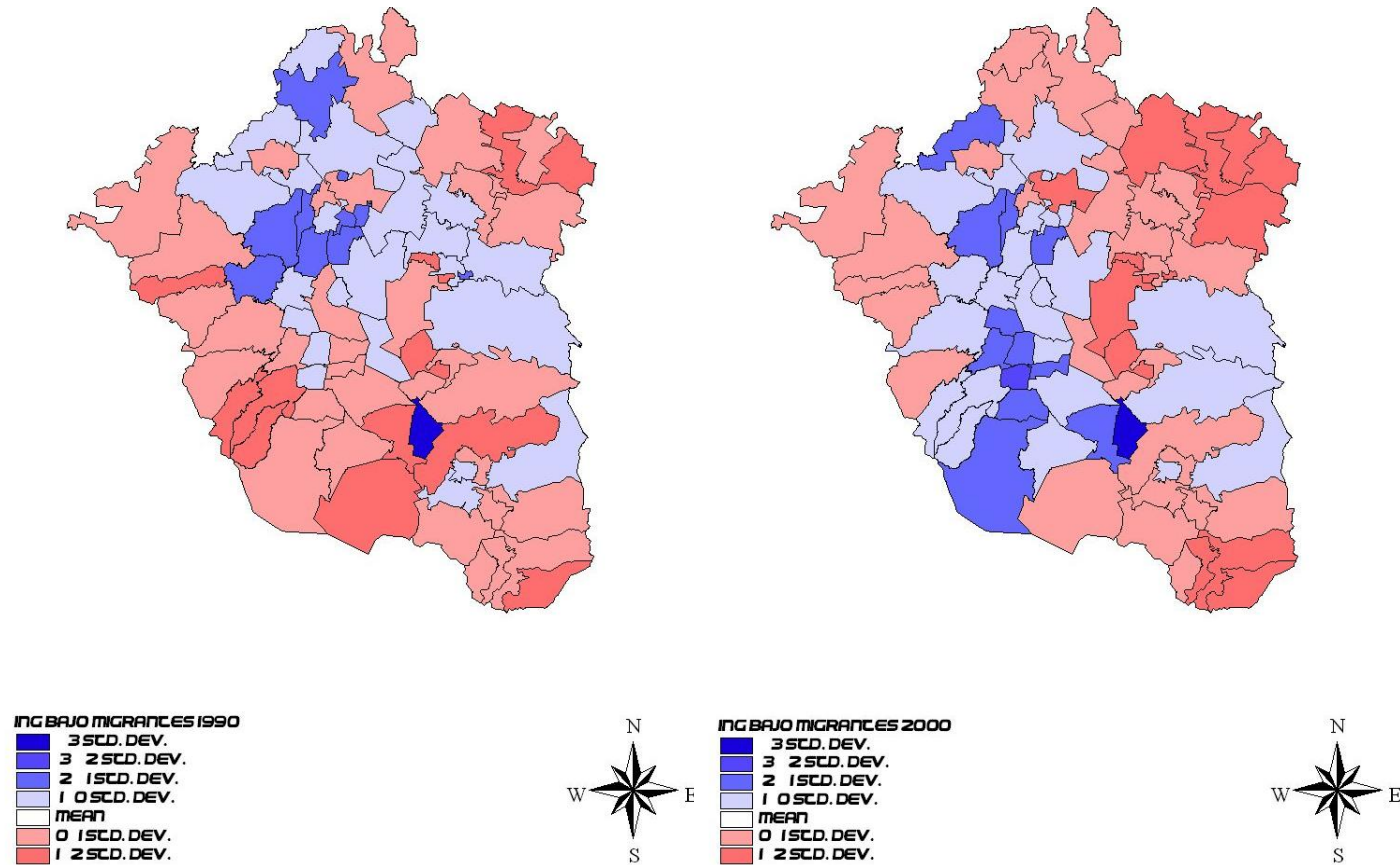 ING BAJO MIGRANTES 1990
3 STD. DEV.
3 2 STD. DEV.
2 1 STD. DEV.
1 0 STD. DEV.
MEAN
0 1 STD. DEV.
1 2 STD. DEV.
N
W E
S
ING BAJO MIGRANTES 2000
3 STD. DEV.
3 2 STD. DEV.
2 1 STD. DEV.
1 0 STD. DEV.
MEAN
0 1 STD. DEV.
1 2 STD. DEV.
N
W E
S